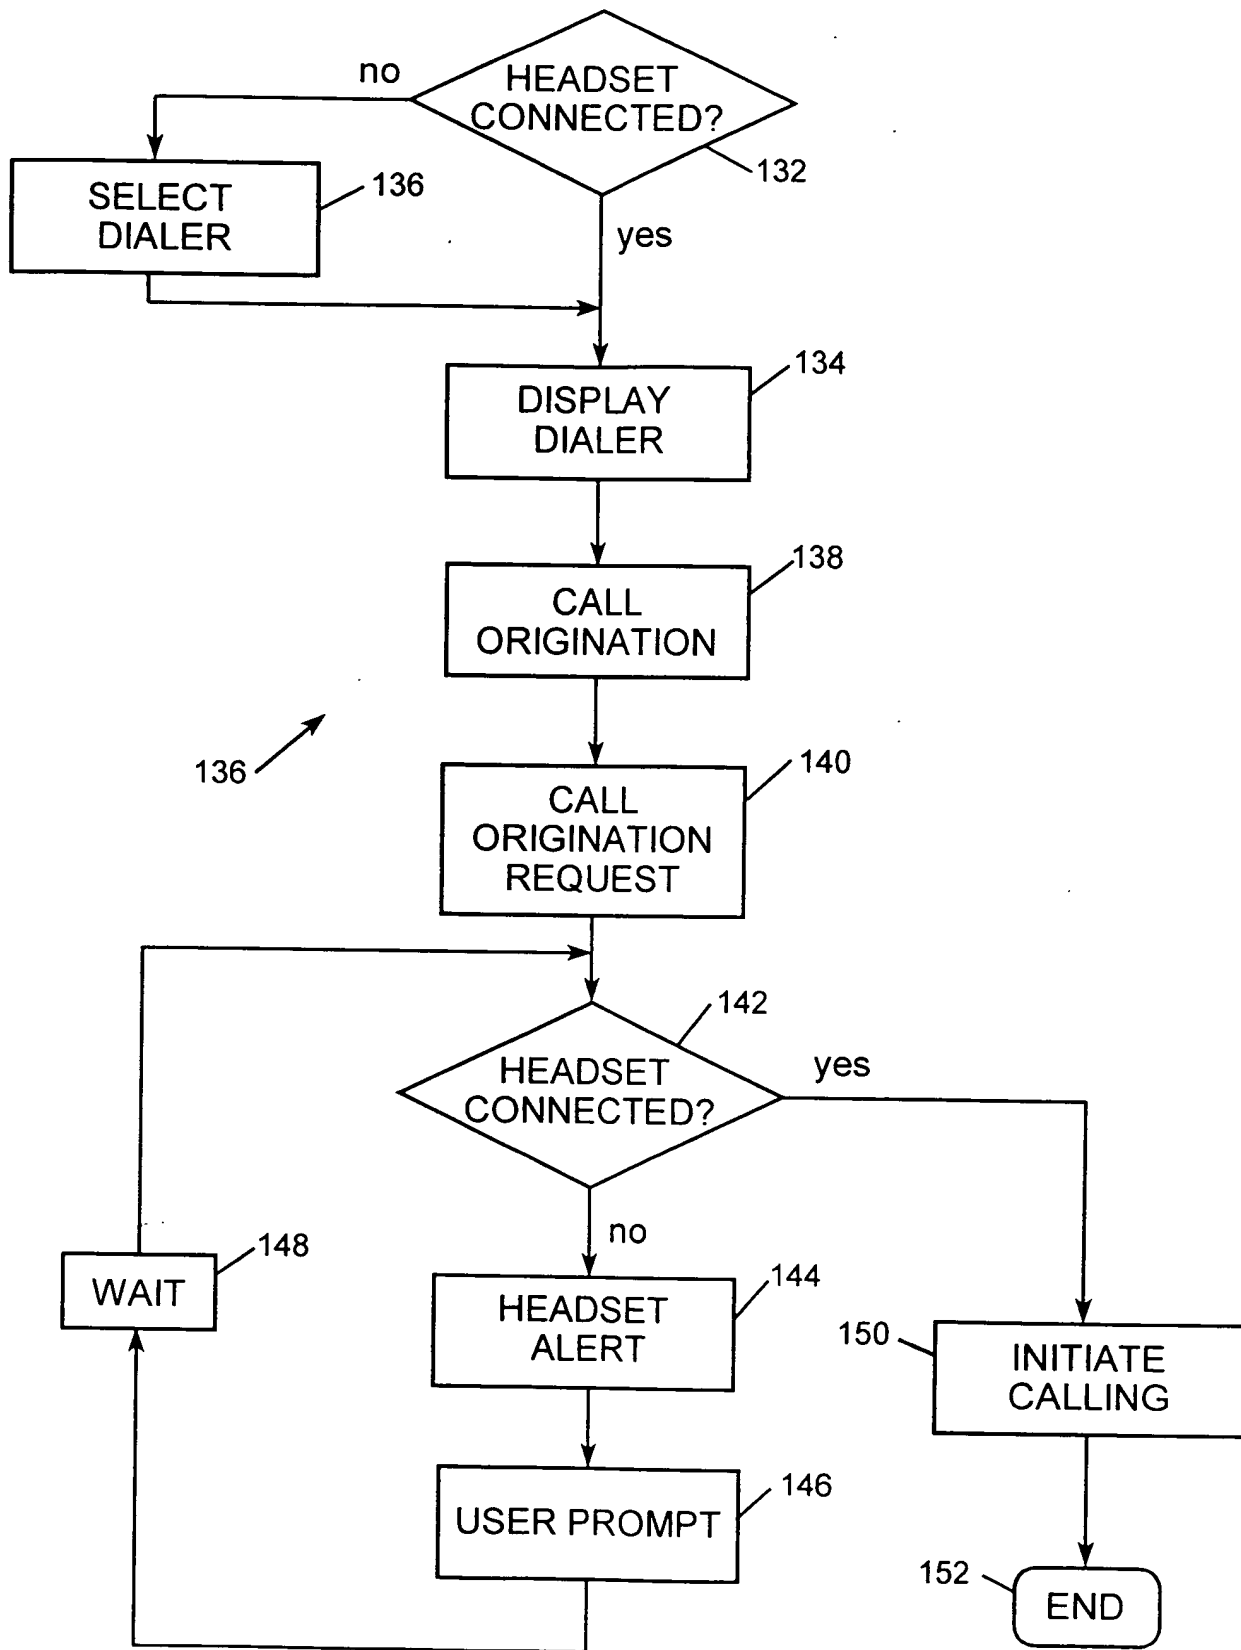 no
HEADSET
CONNECTED?
132
SELECT
DIALER
136
yes
DISPLAY
DIALER
134
CALL
ORIGINATION
138
136
CALL
ORIGINATION
REQUEST
140
HEADSET
CONNECTED?
142
yes
no
WAIT
148
HEADSET
ALERT
144
150
INITIATE
CALLING
USER PROMPT
146
152
END